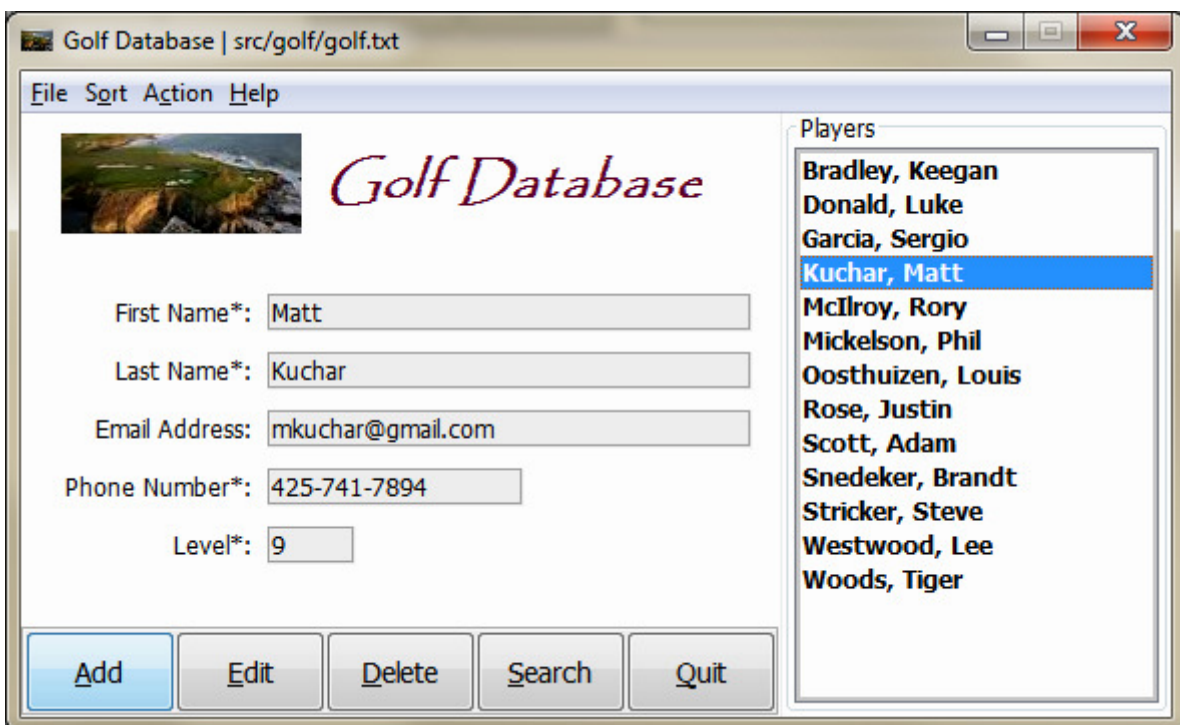 Golf Database | src/golf/golf.txt
File Sort Action Help
Golf Database
First Name*: Matt
Last Name*: Kuchar
Email Address: mkuchar@gmail.com
Phone Number*: 425-741-7894
Level*: 9
Add Edit Delete Search Quit
Players
Bradley, Keegan
Donald, Luke
Garcia, Sergio
Kuchar, Matt
McIlroy, Rory
Mickelson, Phil
Oosthuizen, Louis
Rose, Justin
Scott, Adam
Snedeker, Brandt
Stricker, Steve
Westwood, Lee
Woods, Tiger